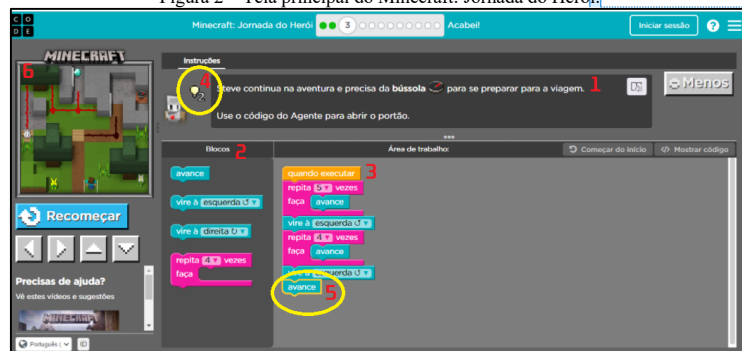 Figura 2 – Tela principal do Minecraft: Jornada do Herói.
C O
D E
Minecraft: Jornada do Herói
3
Acabei!
Iniciar sessão
?
MINECRAFT
6
Instruções
4
2
Steve continua na aventura e precisa da bússola para se preparar para a viagem.
1
Menos
Use o código do Agente para abrir o portão.
Blocos
2
Área de trabalho:
Começar do início
</> Mostrar código
avance
vire à esquerda
vire à direita
repita 4 vezes
faça
quando executar
3
repita 5 vezes
faça avance
vire à esquerda
repita 4 vezes
faça avance
vire à esquerda
avance
5
Recomeçar
Precisas de ajuda?
Vê estes vídeos e sugestões
MINECRAFT
Português (